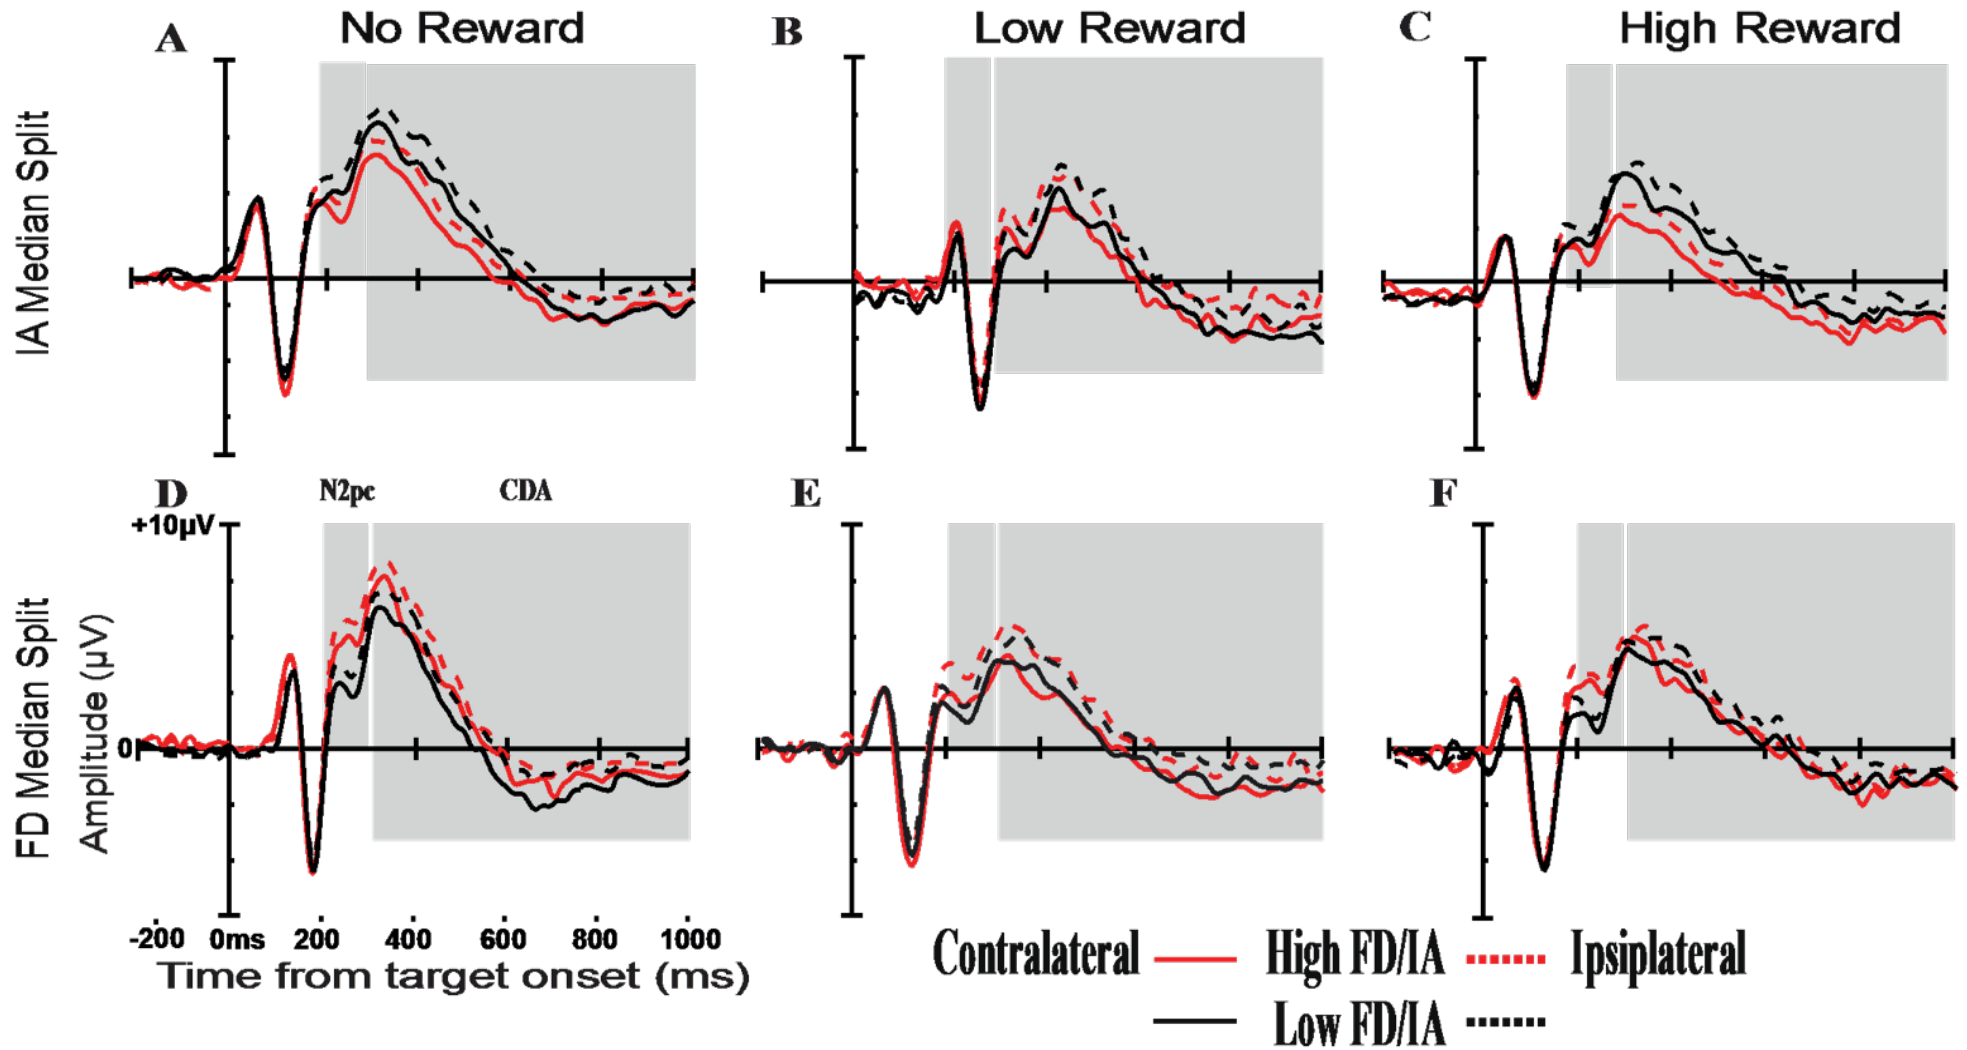 A No Reward B Low Reward C High Reward
IA Median Split
D N2pc CDA E F
+10µV
0
FD Median Split
Amplitude (µV)
-200 0ms 200 400 600 800 1000
Time from target onset (ms)
Contralateral High FD/IA Ipsiplateral
Low FD/IA